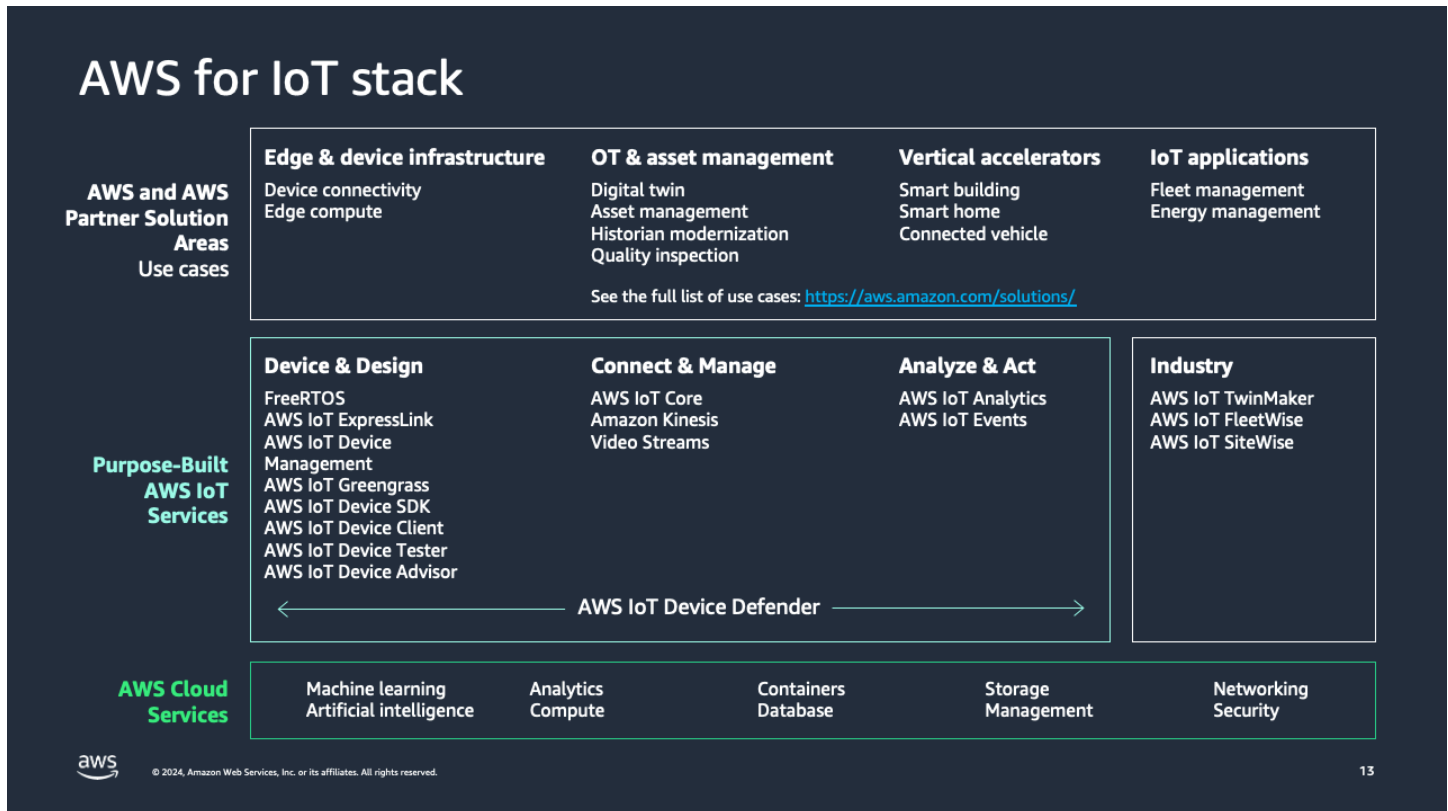 AWS for IoT stack
AWS and AWS
Partner Solution
Areas
Use cases
Edge & device infrastructure
Device connectivity
Edge compute
OT & asset management
Digital twin
Asset management
Historian modernization
Quality inspection
Vertical accelerators
Smart building
Smart home
Connected vehicle
IoT applications
Fleet management
Energy management
See the full list of use cases: https://aws.amazon.com/solutions/
Purpose-Built
AWS IoT
Services
Device & Design
FreeRTOS
AWS IoT ExpressLink
AWS IoT Device
Management
AWS IoT Greengrass
AWS IoT Device SDK
AWS IoT Device Client
AWS IoT Device Tester
AWS IoT Device Advisor
Connect & Manage
AWS IoT Core
Amazon Kinesis
Video Streams
Analyze & Act
AWS IoT Analytics
AWS IoT Events
AWS IoT Device Defender
Industry
AWS IoT TwinMaker
AWS IoT FleetWise
AWS IoT SiteWise
AWS Cloud
Services
Machine learning
Artificial intelligence
Analytics
Compute
Containers
Database
Storage
Management
Networking
Security
aws
© 2024, Amazon Web Services, Inc. or its affiliates. All rights reserved.
13